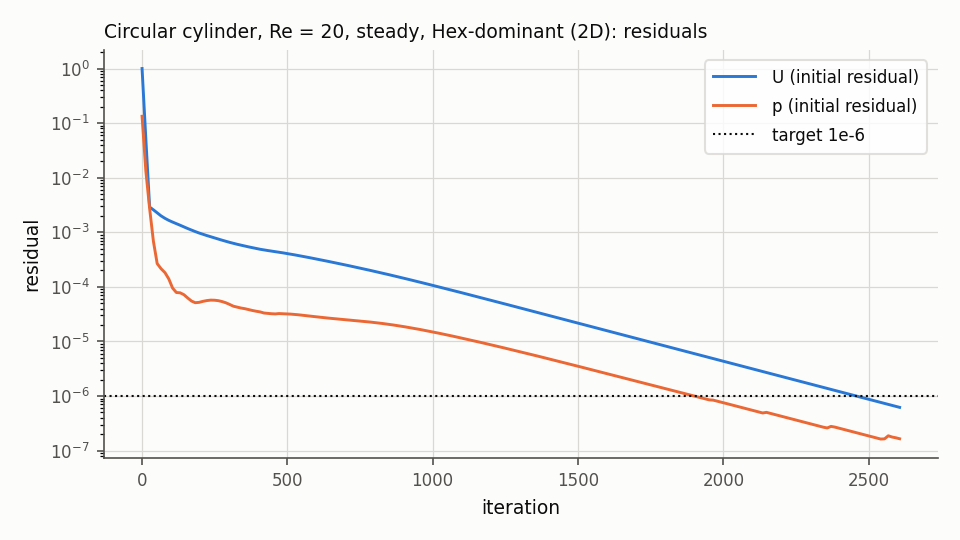 Circular cylinder, Re = 20, steady, Hex-dominant (2D): residuals
U (initial residual)
p (initial residual)
target 1e-6
residual
10⁰
10⁻¹
10⁻²
10⁻³
10⁻⁴
10⁻⁵
10⁻⁶
10⁻⁷
0 500 1000 1500 2000 2500
iteration